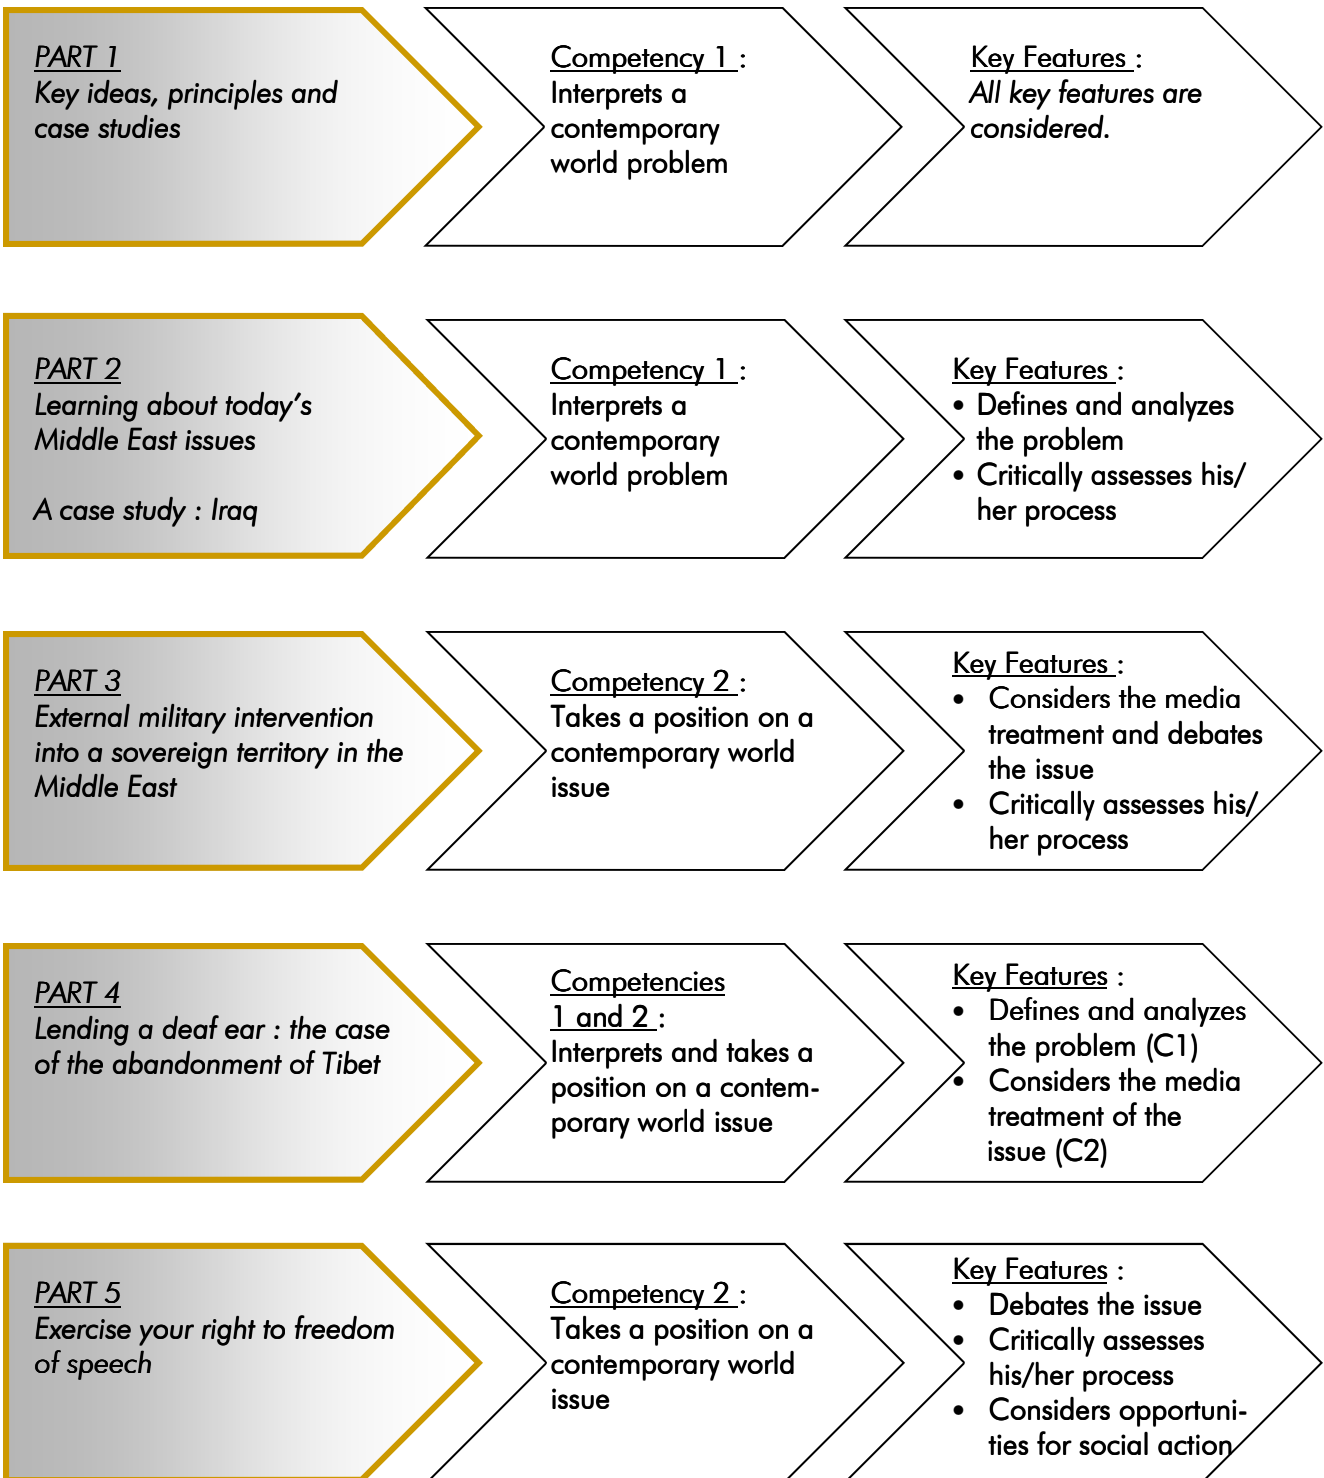 PART 1
Key ideas, principles and
case studies
Competency 1 :
Interprets a
contemporary
world problem
Key Features :
All key features are
considered.
PART 2
Learning about today’s
Middle East issues
A case study : Iraq
Competency 1 :
Interprets a
contemporary
world problem
Key Features :
• Defines and analyzes
the problem
• Critically assesses his/
her process
PART 3
External military intervention
into a sovereign territory in the
Middle East
Competency 2 :
Takes a position on a
contemporary world
issue
Key Features :
• Considers the media
treatment and debates
the issue
• Critically assesses his/
her process
PART 4
Lending a deaf ear : the case
of the abandonment of Tibet
Competencies
1 and 2 :
Interprets and takes a
position on a contem-
porary world issue
Key Features :
• Defines and analyzes
the problem (C1)
• Considers the media
treatment of the
issue (C2)
PART 5
Exercise your right to freedom
of speech
Competency 2 :
Takes a position on a
contemporary world
issue
Key Features :
• Debates the issue
• Critically assesses
his/her process
• Considers opportuni-
ties for social action